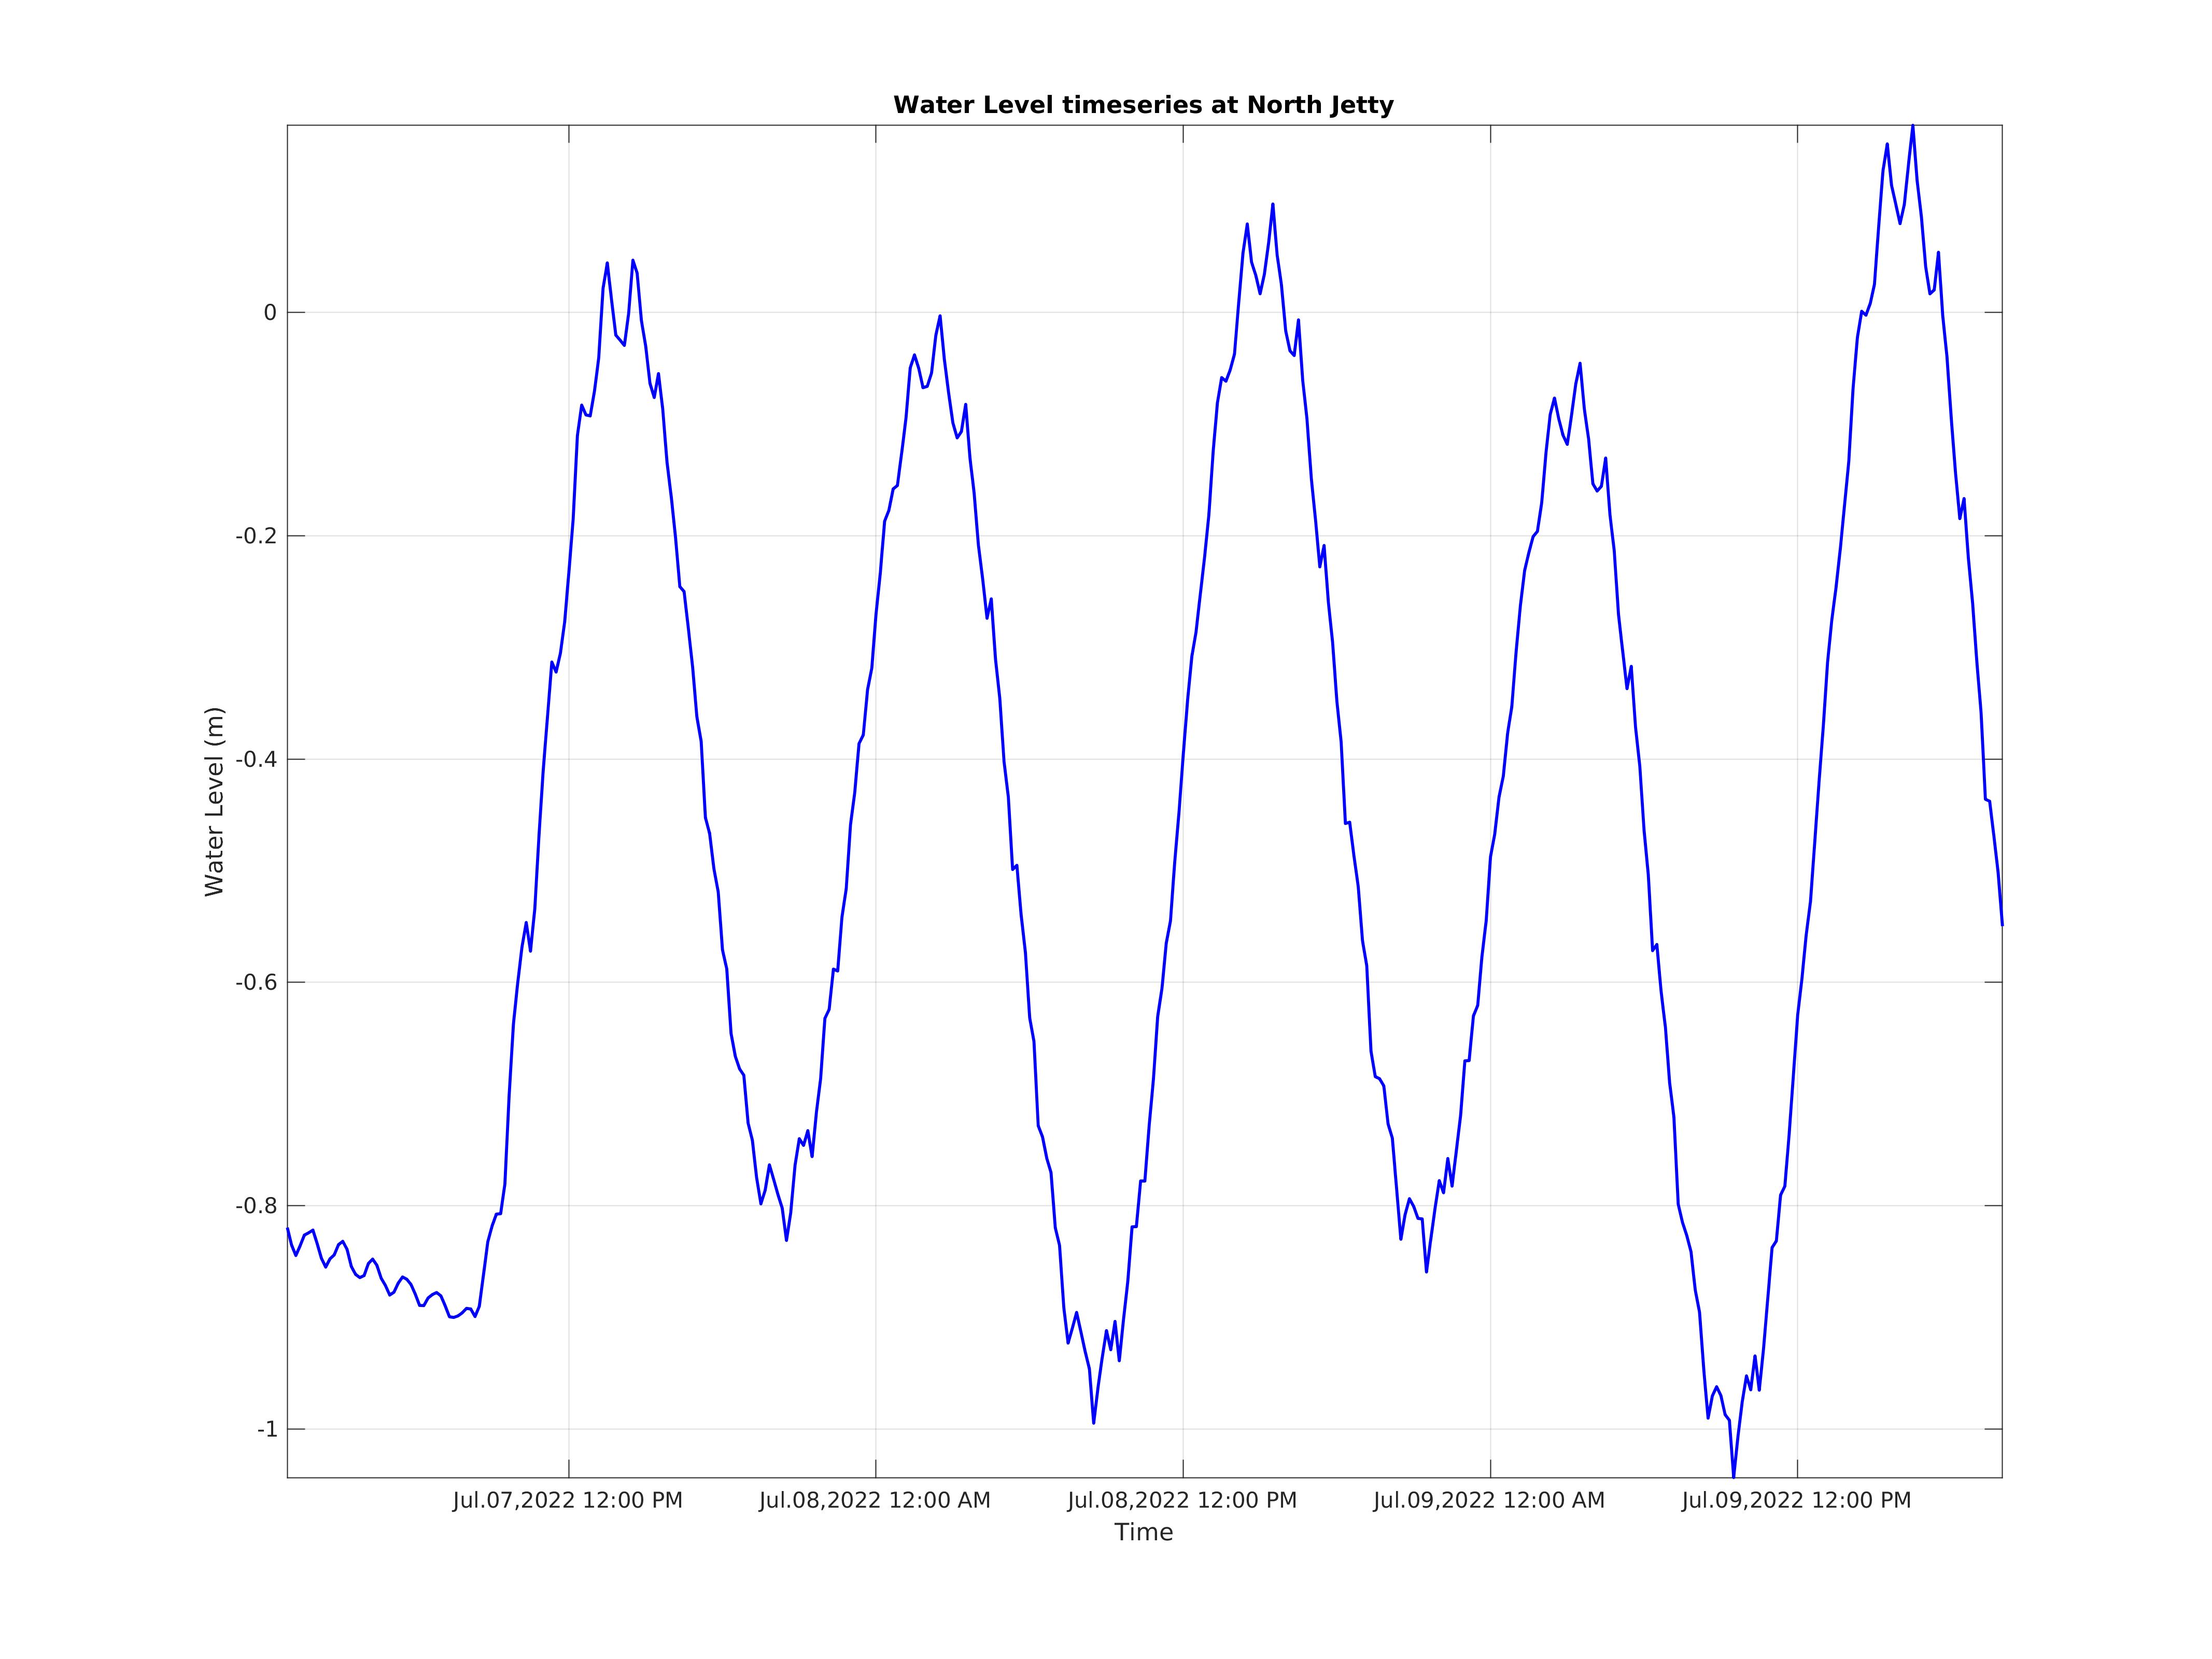 Water Level timeseries at North Jetty
0
-0.2
-0.4
-0.6
-0.8
-1
Water Level (m)
Jul.07,2022 12:00 PM
Jul.08,2022 12:00 AM
Jul.08,2022 12:00 PM
Jul.09,2022 12:00 AM
Jul.09,2022 12:00 PM
Time